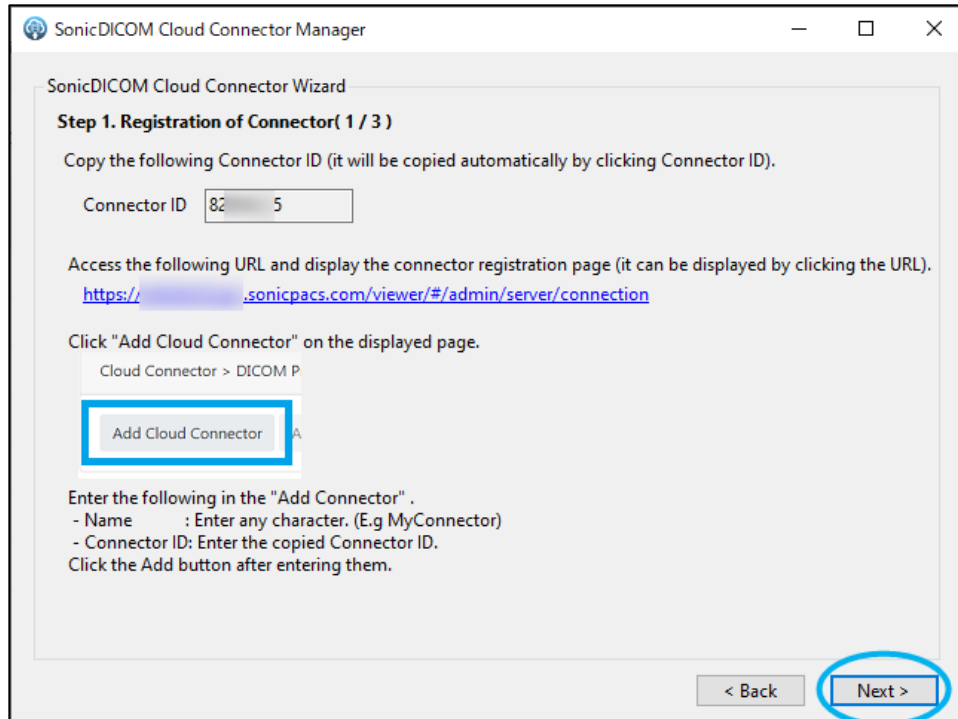 SonicDICOM Cloud Connector Manager
SonicDICOM Cloud Connector Wizard
Step 1. Registration of Connector( 1 / 3 )
Copy the following Connector ID (it will be copied automatically by clicking Connector ID).
Connector ID 82 5
Access the following URL and display the connector registration page (it can be displayed by clicking the URL).
https:/ .sonicpacs.com/viewer/#/admin/server/connection
Click "Add Cloud Connector" on the displayed page.
Cloud Connector > DICOM P
Add Cloud Connector A
Enter the following in the "Add Connector" .
- Name : Enter any character. (E.g MyConnector)
- Connector ID: Enter the copied Connector ID.
Click the Add button after entering them.
< Back Next >